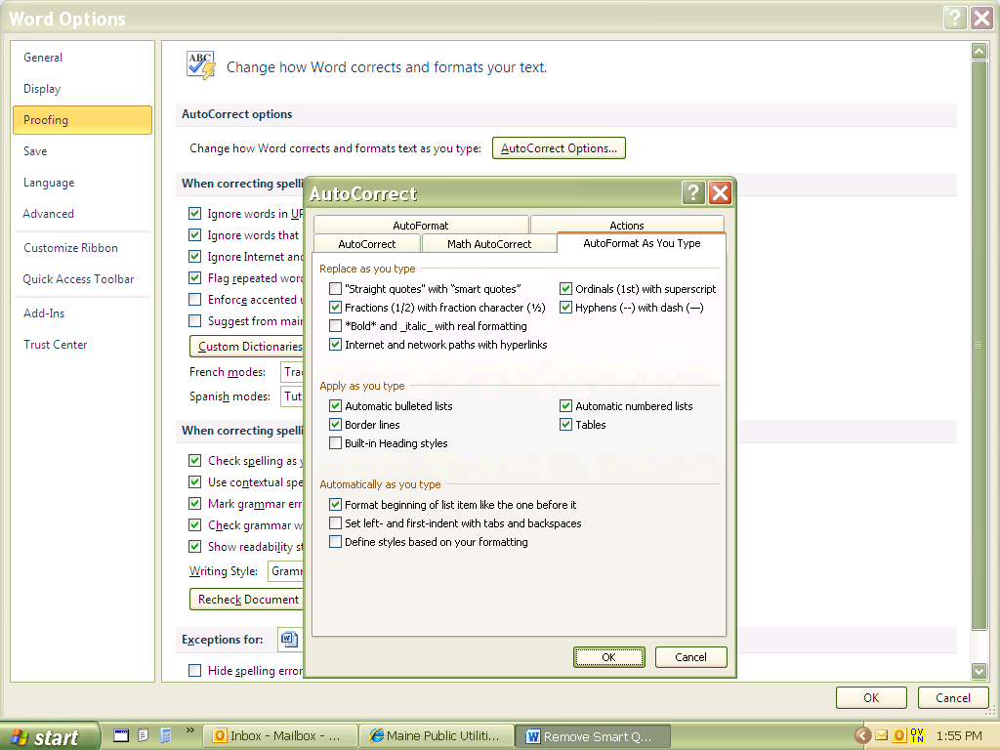 Word Options
General
Display
Proofing
Save
Language
Advanced
Customize Ribbon
Quick Access Toolbar
Add-Ins
Trust Center
ABC
Change how Word corrects and formats your text.
AutoCorrect options
Change how Word corrects and formats text as you type: AutoCorrect Options...
When correcting spelli
Ignore words in UP
Ignore words that
Ignore Internet and
Flag repeated word
Enforce accented u
Suggest from main
Custom Dictionaries
French modes: Trad
Spanish modes: Tut
When correcting spelli
Check spelling as y
Use contextual spe
Mark grammar err
Check grammar w
Show readability st
Writing Style: Gramm
Recheck Document
Exceptions for:
Hide spelling error
AutoCorrect
AutoFormat Actions
AutoCorrect Math AutoCorrect AutoFormat As You Type
Replace as you type
"Straight quotes" with “smart quotes”
Ordinals (1st) with superscript
Fractions (1/2) with fraction character (½)
Hyphens (--) with dash (—)
*Bold* and _italic_ with real formatting
Internet and network paths with hyperlinks
Apply as you type
Automatic bulleted lists
Automatic numbered lists
Border lines
Tables
Built-in Heading styles
Automatically as you type
Format beginning of list item like the one before it
Set left- and first-indent with tabs and backspaces
Define styles based on your formatting
OK Cancel
OK Cancel
start
Inbox - Mailbox - ...
Maine Public Utiliti...
Remove Smart Q...
1:55 PM